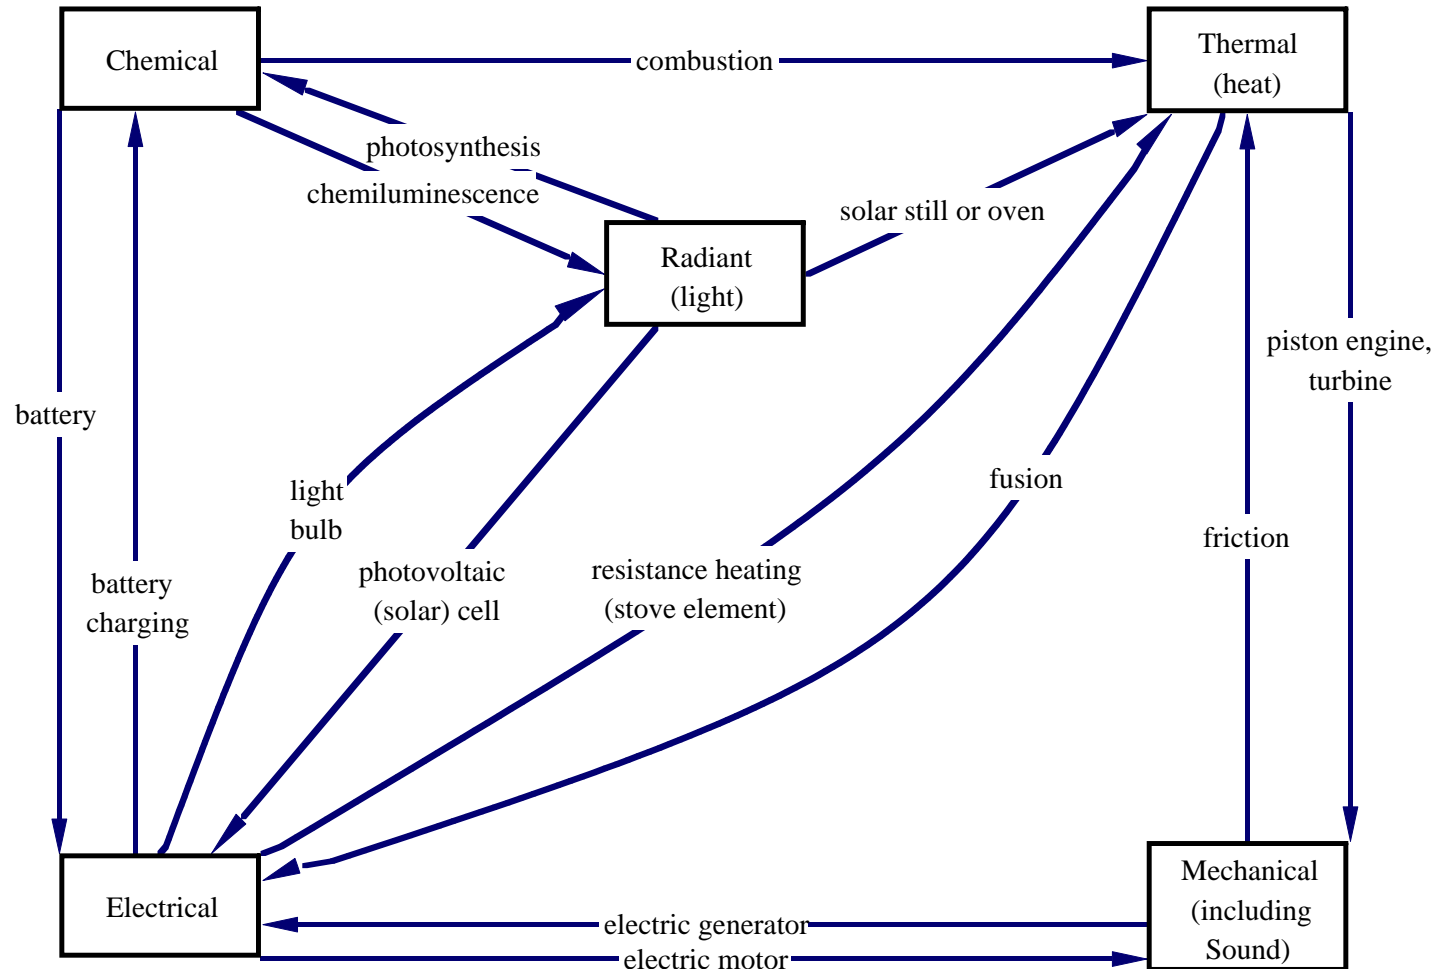 Chemical
combustion
Thermal
(heat)
photosynthesis
chemiluminescence
solar still or oven
Radiant
(light)
piston engine,
turbine
battery
light
bulb
fusion
friction
photovoltaic
(solar) cell
resistance heating
(stove element)
battery
charging
Electrical
Mechanical
(including
Sound)
electric generator
electric motor